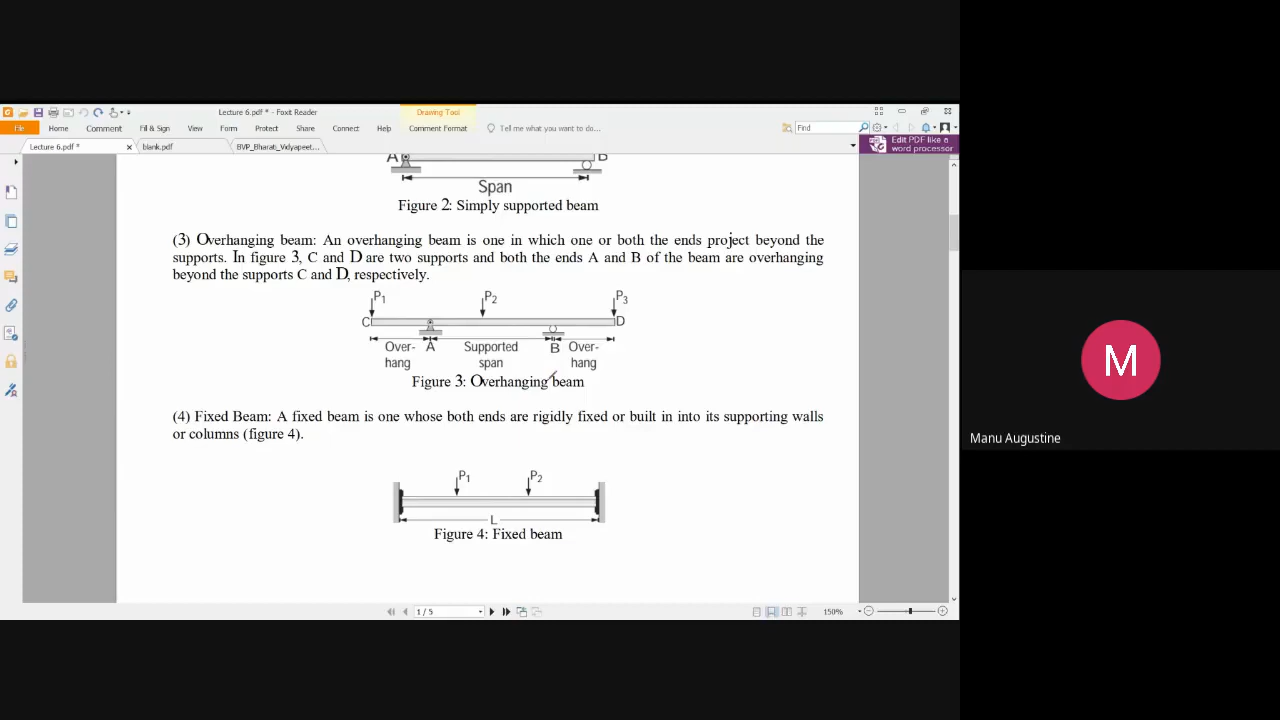 Lecture 6.pdf * - Foxit Reader
Drawing Tool
File Home Comment Fill & Sign View Form Protect Share Connect Help Comment Format Tell me what you want to do... Find
Lecture 6.pdf * blank.pdf BVP_Bharati_Vidyapeet...
Edit PDF like a
word processor
A B
Span
Figure 2: Simply supported beam
(3) Overhanging beam: An overhanging beam is one in which one or both the ends project beyond the
supports. In figure 3, C and D are two supports and both the ends A and B of the beam are overhanging
beyond the supports C and D, respectively.
P1 P2 P3
C D
Over- A Supported B Over-
hang span hang
Figure 3: Overhanging beam
(4) Fixed Beam: A fixed beam is one whose both ends are rigidly fixed or built in into its supporting walls
or columns (figure 4).
P1 P2
L
Figure 4: Fixed beam
1 / 5 150%
M
Manu Augustine